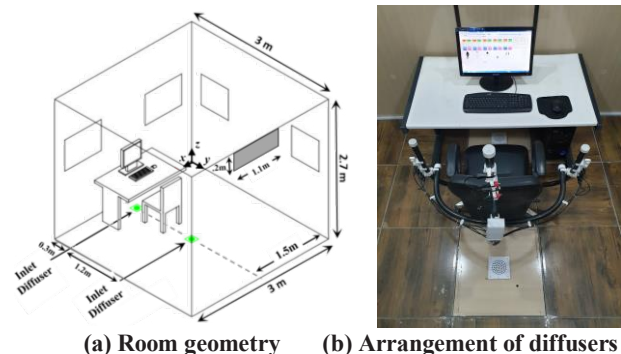 3 m
z
x
y
.2m
1.1m
2.7 m
0.3m
1.2m
1.5m
3 m
Inlet
Diffuser
Inlet
Diffuser
(a) Room geometry (b) Arrangement of diffusers